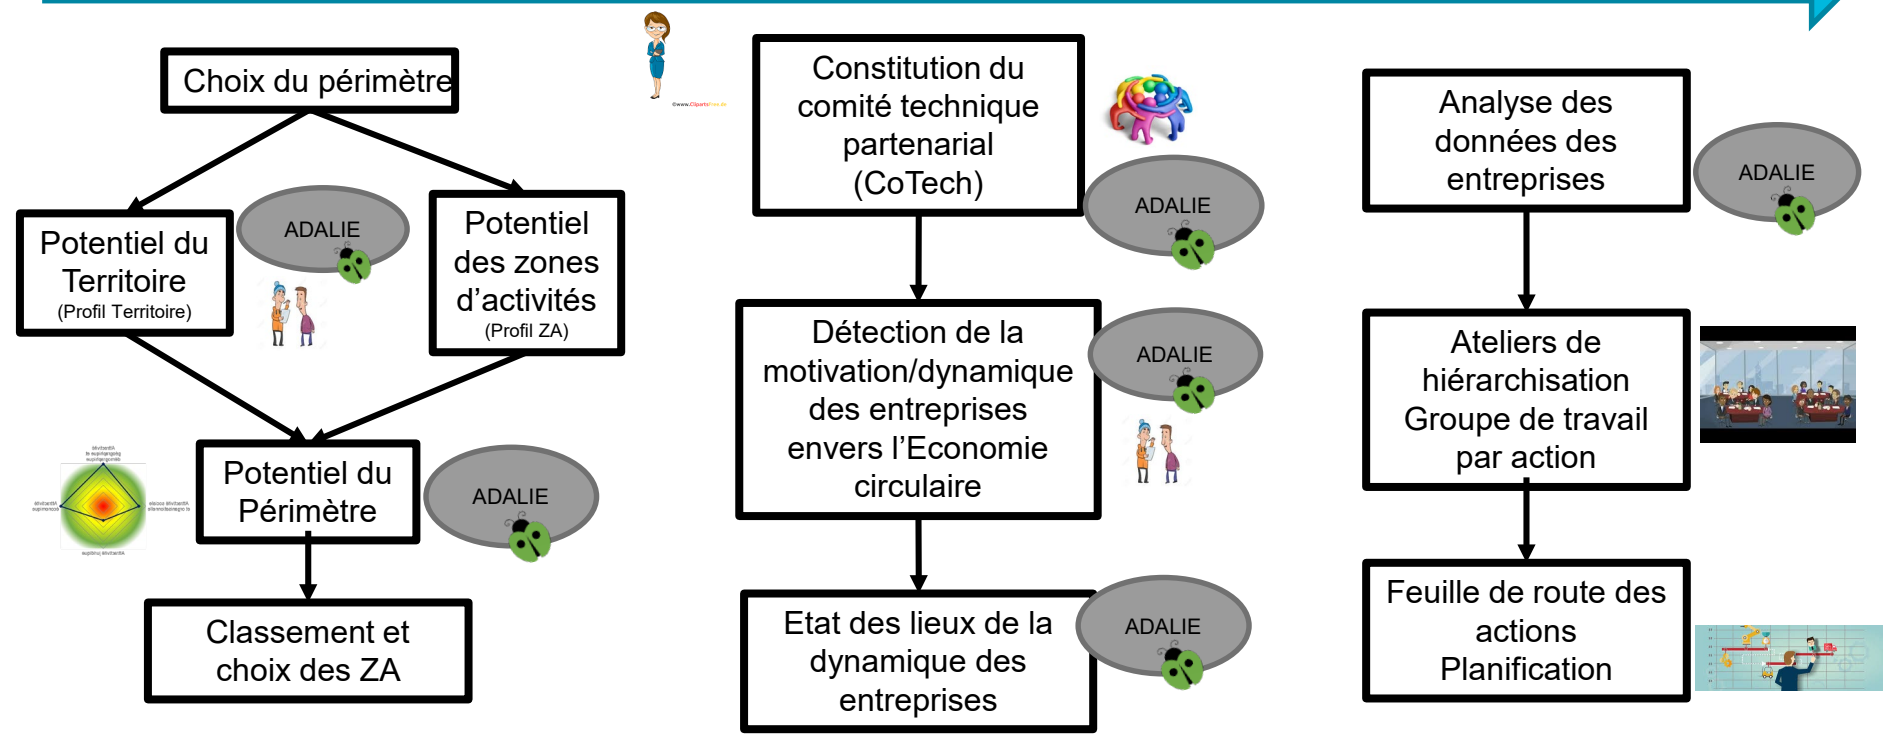 Choix du périmètre
Potentiel du
Territoire
(Profil Territoire)
ADALIE
Potentiel
des zones
d’activités
(Profil ZA)
Potentiel du
Périmètre
ADALIE
Classement et
choix des ZA
Constitution du
comité technique
partenarial
(CoTech)
ADALIE
Détection de la
motivation/dynamique
des entreprises
envers l’Economie
circulaire
ADALIE
Etat des lieux de la
dynamique des
entreprises
ADALIE
Analyse des
données des
entreprises
ADALIE
Ateliers de
hiérarchisation
Groupe de travail
par action
Feuille de route des
actions
Planification